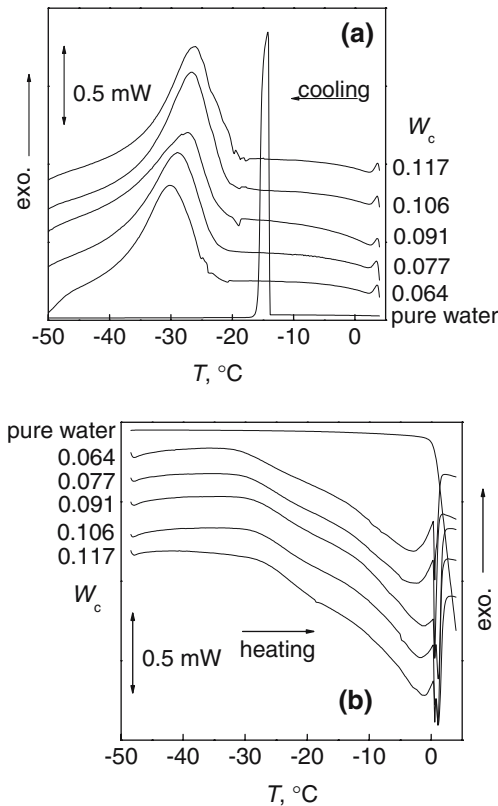 (a)
0.5 mW
cooling
exo.
W_c
0.117
0.106
0.091
0.077
0.064
pure water
-50 -40 -30 -20 -10 0
T, °C
pure water
0.064
0.077
0.091
0.106
0.117
W_c
0.5 mW
heating
exo.
(b)
-50 -40 -30 -20 -10 0
T, °C